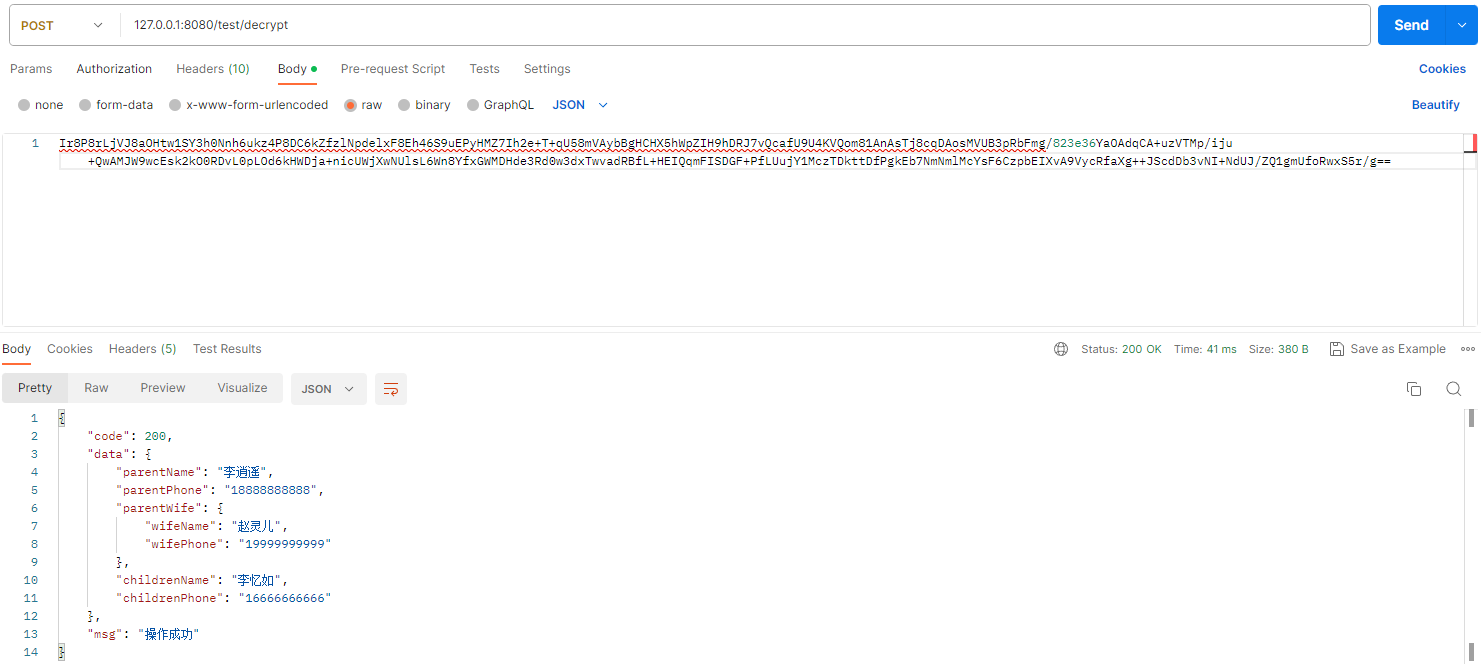 POST 127.0.0.1:8080/test/decrypt Send
Params Authorization Headers (10) Body Pre-request Script Tests Settings Cookies
none form-data x-www-form-urlencoded raw binary GraphQL JSON Beautify
1 Ir8P8rLjVJ8aOHtw1SY3h0Nnh6ukz4P8DC6kZfzlNpdelxF8Eh46S9uEPyHMZ7Ih2e+T+qU58mVAybBgHCHX5hWpZIH9hDRJ7vQcafU9U4KVQom81AnAsTj8cqDAosMVUB3pRbFmg/823e36YaOAdqCA+uzVTMp/iju
+QwAMJW9wcEsk2kO0RDvL0pLOd6kHWDja+nicUWjXwNUlsL6Wn8YfxGWMDHde3Rd0w3dxTwvadRBfL+HEIQqmFISDGF+PfLUujY1MczTDkttDfPgkEb7NmNmlMcYsF6CzpbEIXvA9VycRfaXg++JScdDb3vNI+NdUJ/ZQ1gmUfoRwxS5r/g==
Body Cookies Headers (5) Test Results Status: 200 OK Time: 41 ms Size: 380 B Save as Example
Pretty Raw Preview Visualize JSON
1 {
2 "code": 200,
3 "data": {
4 "parentName": "李逍遥",
5 "parentPhone": "18888888888",
6 "parentWife": {
7 "wifeName": "赵灵儿",
8 "wifePhone": "19999999999"
9 },
10 "childrenName": "李忆如",
11 "childrenPhone": "16666666666"
12 },
13 "msg": "操作成功"
14 }